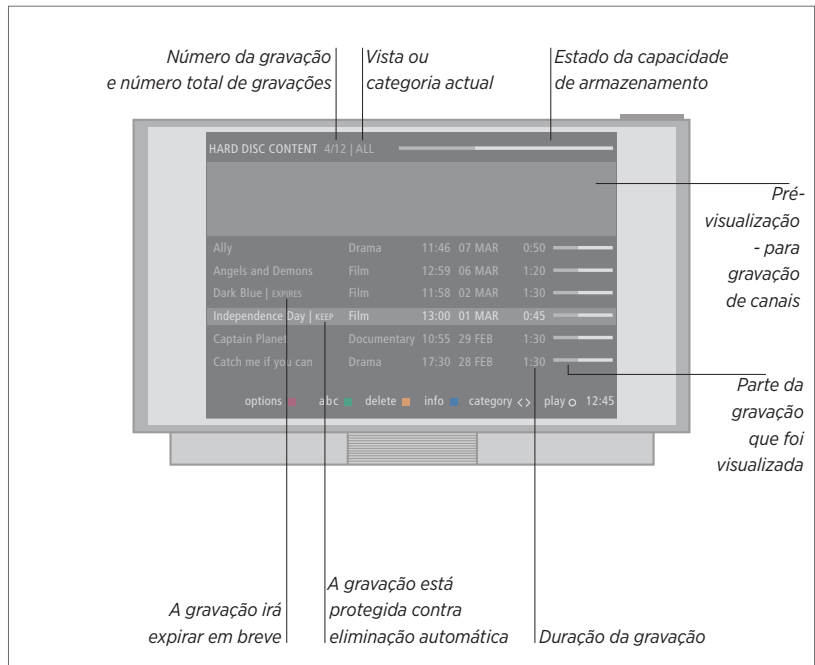 Número da gravação
e número total de gravações
Vista ou
categoria actual
Estado da capacidade
de armazenamento
HARD DISC CONTENT 4/12 | ALL
Pré-
visualização
- para
gravação
de canais
Ally Drama 11:46 07 MAR 0:50
Angels and Demons Film 12:59 06 MAR 1:20
Dark Blue | EXPIRES Film 11:58 02 MAR 1:30
Independence Day | KEEP Film 13:00 01 MAR 0:45
Captain Planet Documentary 10:55 29 FEB 1:30
Catch me if you can Drama 17:30 28 FEB 1:30
options abc delete info category <> play 12:45
Parte da
gravação
que foi
visualizada
A gravação irá
expirar em breve
A gravação está
protegida contra
eliminação automática
Duração da gravação